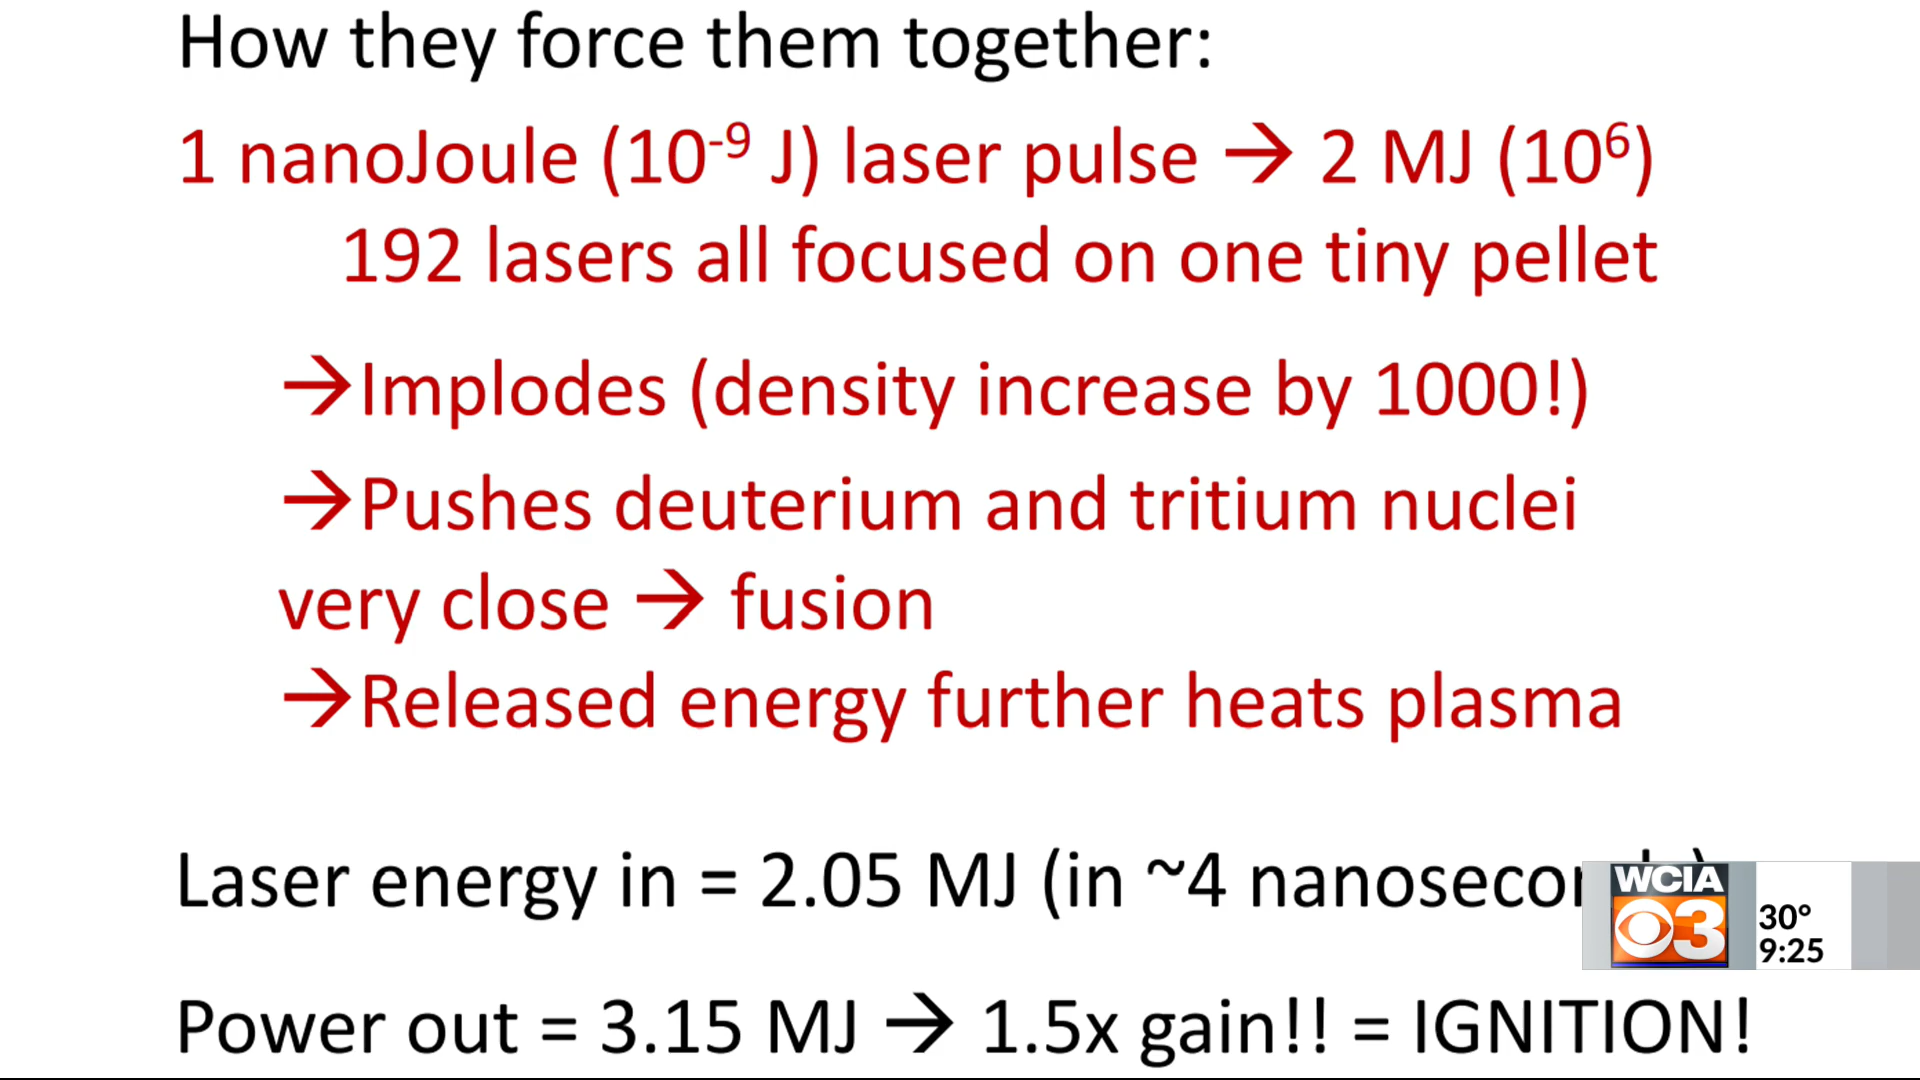 How they force them together:
1 nanoJoule (10⁻⁹ J) laser pulse → 2 MJ (10⁶)
192 lasers all focused on one tiny pellet
→Implodes (density increase by 1000!)
→Pushes deuterium and tritium nuclei
very close → fusion
→Released energy further heats plasma
Laser energy in = 2.05 MJ (in ~4
WCIA
3
30°
9:25
Power out = 3.15 MJ → 1.5x gain!! = IGNITION!